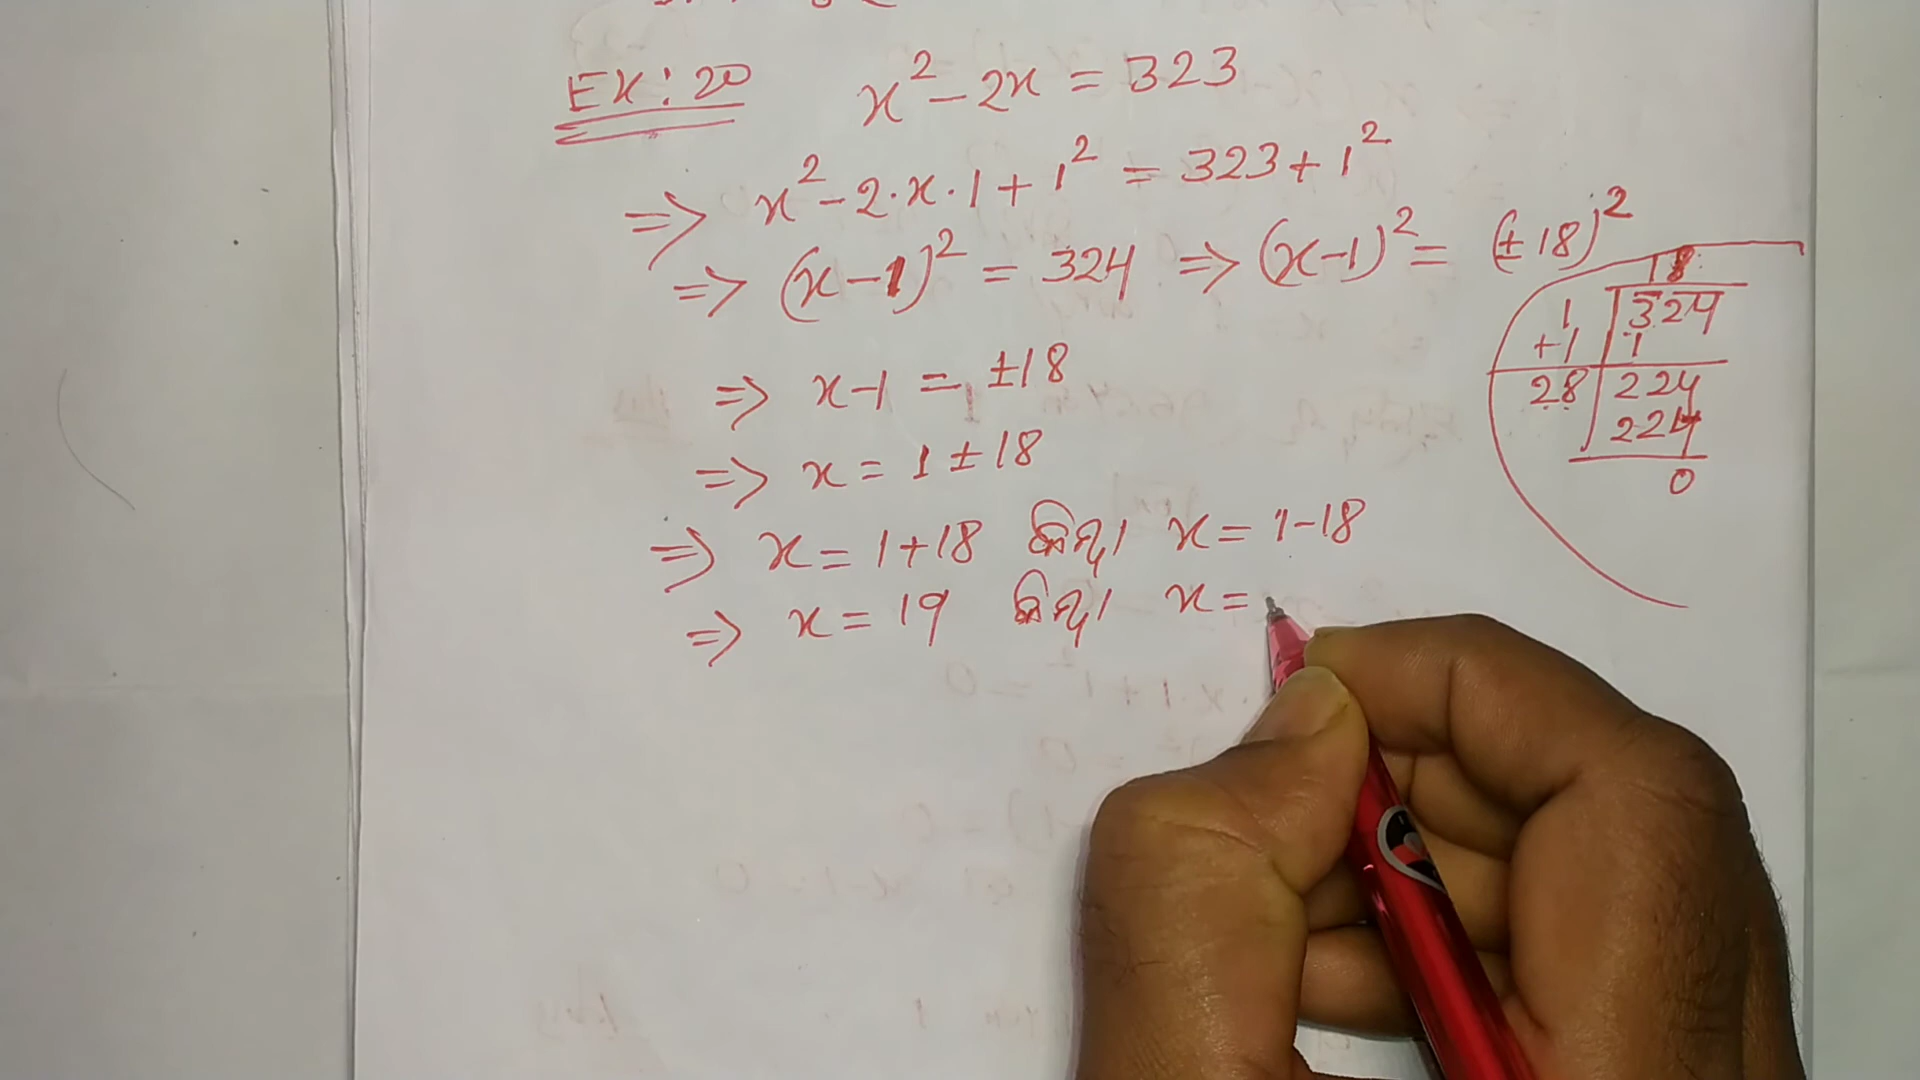 EX: 20 x² - 2x = 323
⇒ x² - 2·x·1 + 1² = 323 + 1²
⇒ (x-1)² = 324 ⇒ (x-1)² = (±18)²
⇒ x-1 = ±18
⇒ x = 1 ± 18
⇒ x = 1+18 କିମ୍ବା x = 1-18
⇒ x = 19 କିମ୍ବା x =
18
1 324
+1 1
28 224
224
0